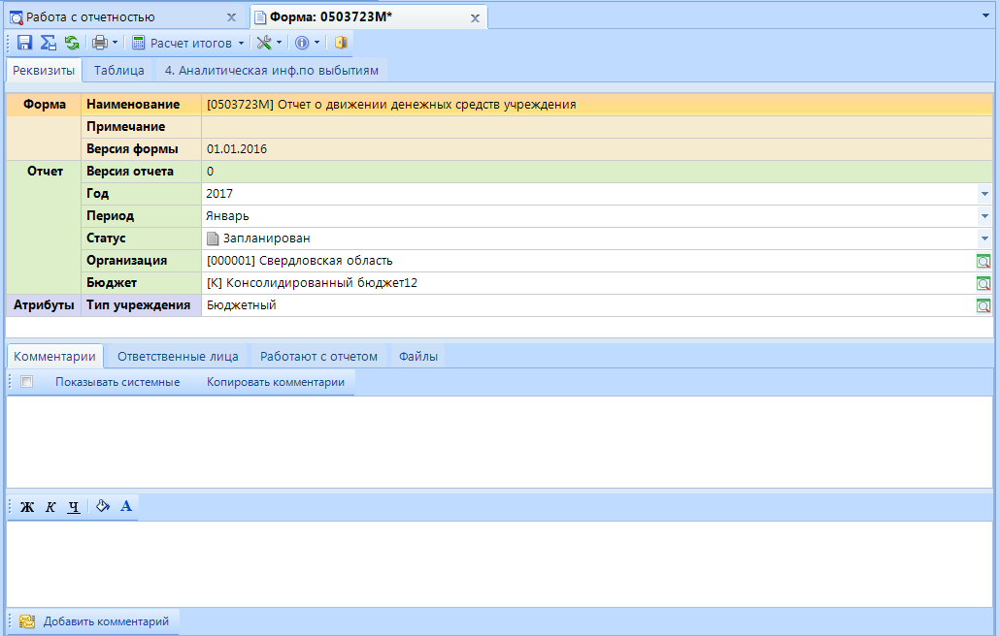 Работа с отчетностью Форма: 0503723M*
Расчет итогов
Реквизиты Таблица 4. Аналитическая инф.по выбытиям
Форма Наименование [0503723M] Отчет о движении денежных средств учреждения
Примечание
Версия формы 01.01.2016
Отчет Версия отчета 0
Год 2017
Период Январь
Статус Запланирован
Организация [000001] Свердловская область
Бюджет [К] Консолидированный бюджет12
Атрибуты Тип учреждения Бюджетный
Комментарии Ответственные лица Работают с отчетом Файлы
Показывать системные Копировать комментарии
Ж К Ч А
Добавить комментарий